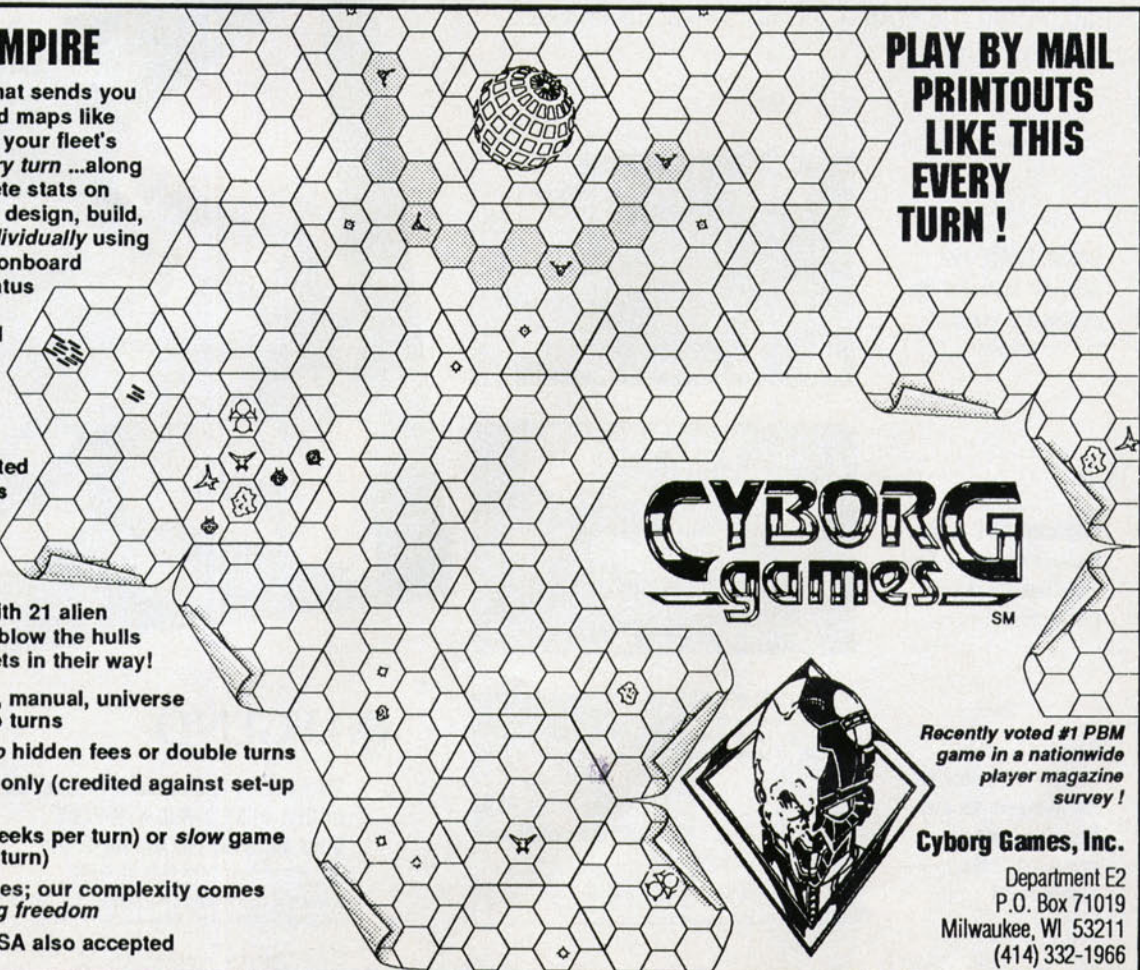 MPIRE
hat sends you
d maps like
your fleet's
ry turn ...along
ete stats on
design, build,
dividually using
onboard
tus
ted
s
ith 21 alien
blow the hulls
ets in their way!
, manual, universe
o turns
o hidden fees or double turns
only (credited against set-up
eeks per turn) or slow game
turn)
es; our complexity comes
g freedom
SA also accepted
PLAY BY MAIL
PRINTOUTS
LIKE THIS
EVERY
TURN !
CYBORG
games
SM
Recently voted #1 PBM
game in a nationwide
player magazine
survey !
Cyborg Games, Inc.
Department E2
P.O. Box 71019
Milwaukee, WI 53211
(414) 332-1966